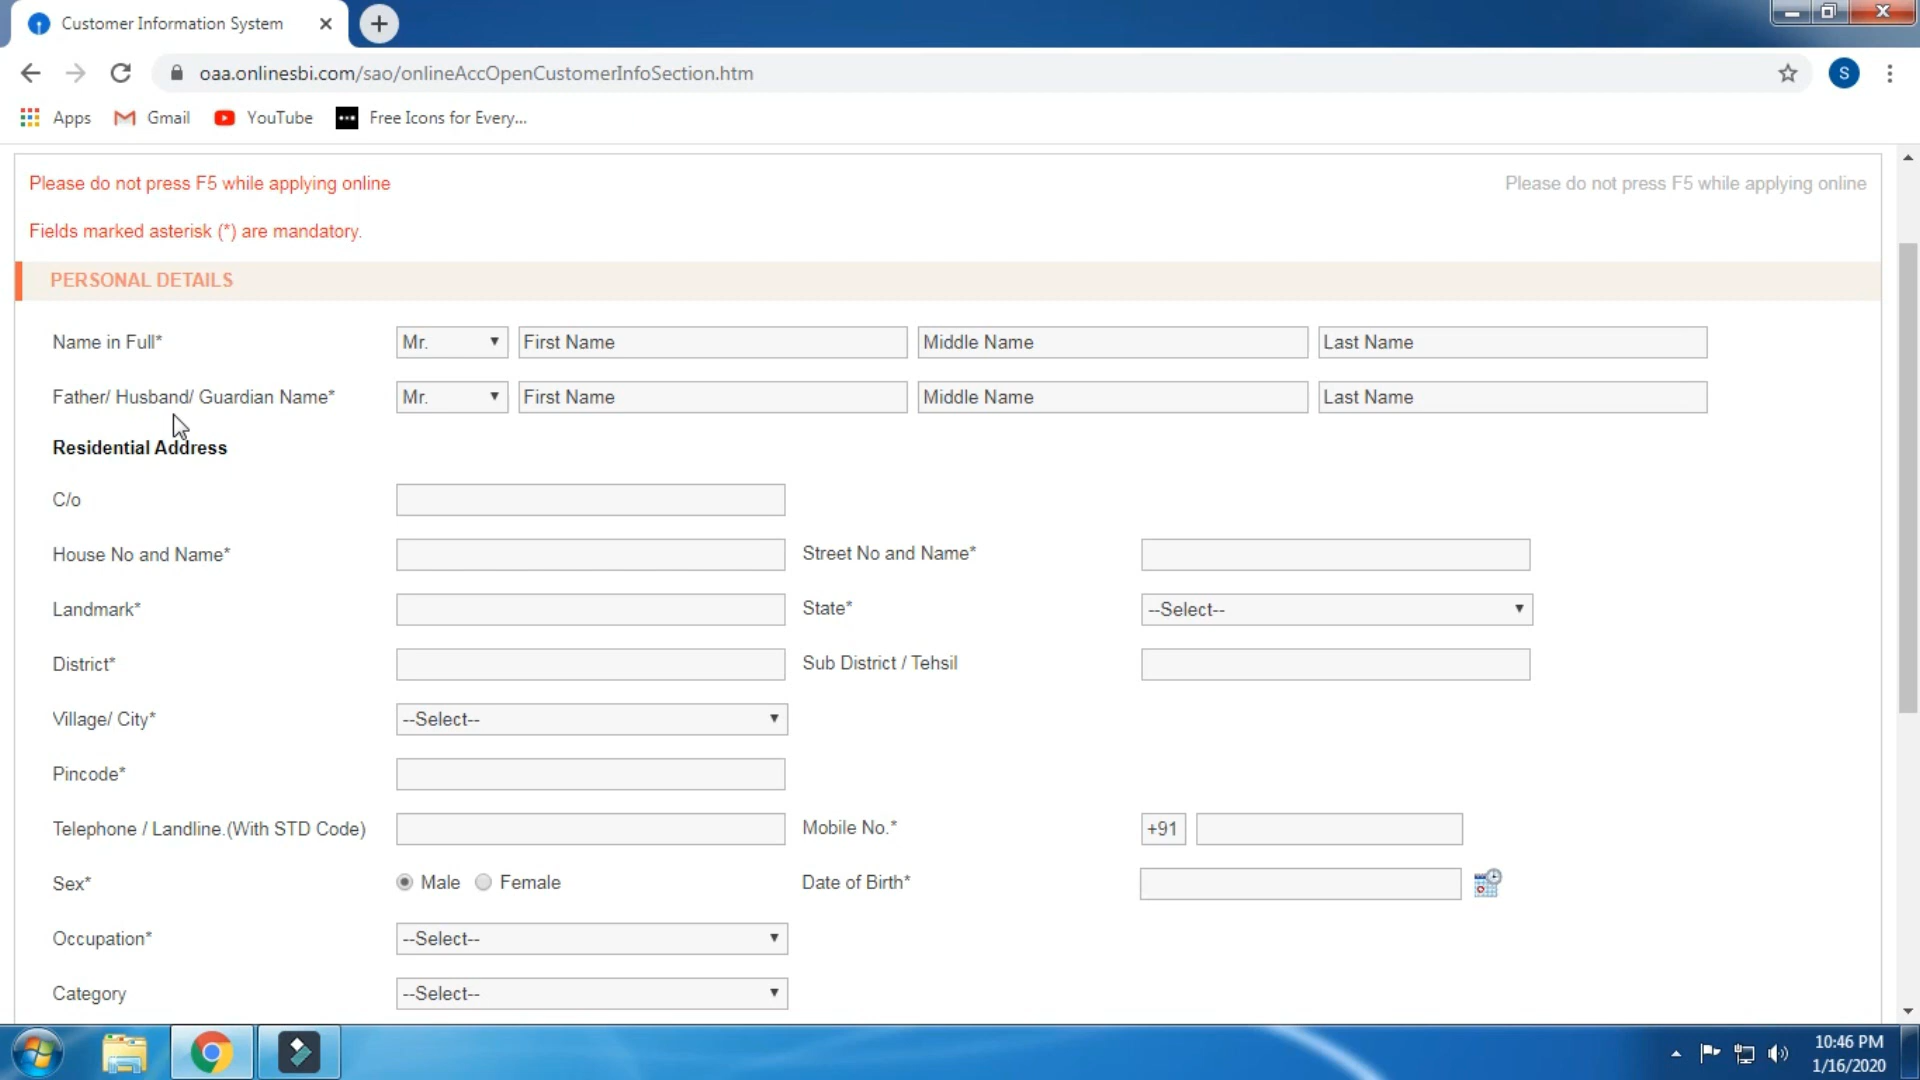 Customer Information System
oaa.onlinesbi.com/sao/onlineAccOpenCustomerInfoSection.htm
S
Apps Gmail YouTube Free Icons for Every...
Please do not press F5 while applying online Please do not press F5 while applying online
Fields marked asterisk (*) are mandatory.
PERSONAL DETAILS
Name in Full* Mr. First Name Middle Name Last Name
Father/ Husband/ Guardian Name* Mr. First Name Middle Name Last Name
Residential Address
C/o
House No and Name* Street No and Name*
Landmark* State* --Select--
District* Sub District / Tehsil
Village/ City* --Select--
Pincode*
Telephone / Landline.(With STD Code) Mobile No.* +91
Sex* Male Female Date of Birth*
Occupation* --Select--
Category --Select--
10:46 PM
1/16/2020